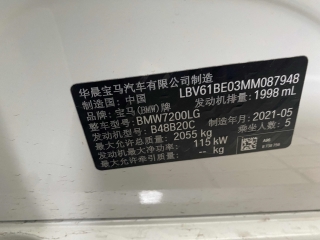 华晨宝马汽车有限公司制造
制造国：中国 LBV61BE03MM087948
品牌：宝马(BMW)牌 发动机排量：1998 mL
整车型号：BMW7200LG
发动机型号：B48B20C 制造年月：2021-05
最大允许总质量：2055 kg 乘坐人数：5
发动机最大净功率：115 kW
最大允许牵引质量：-- kg